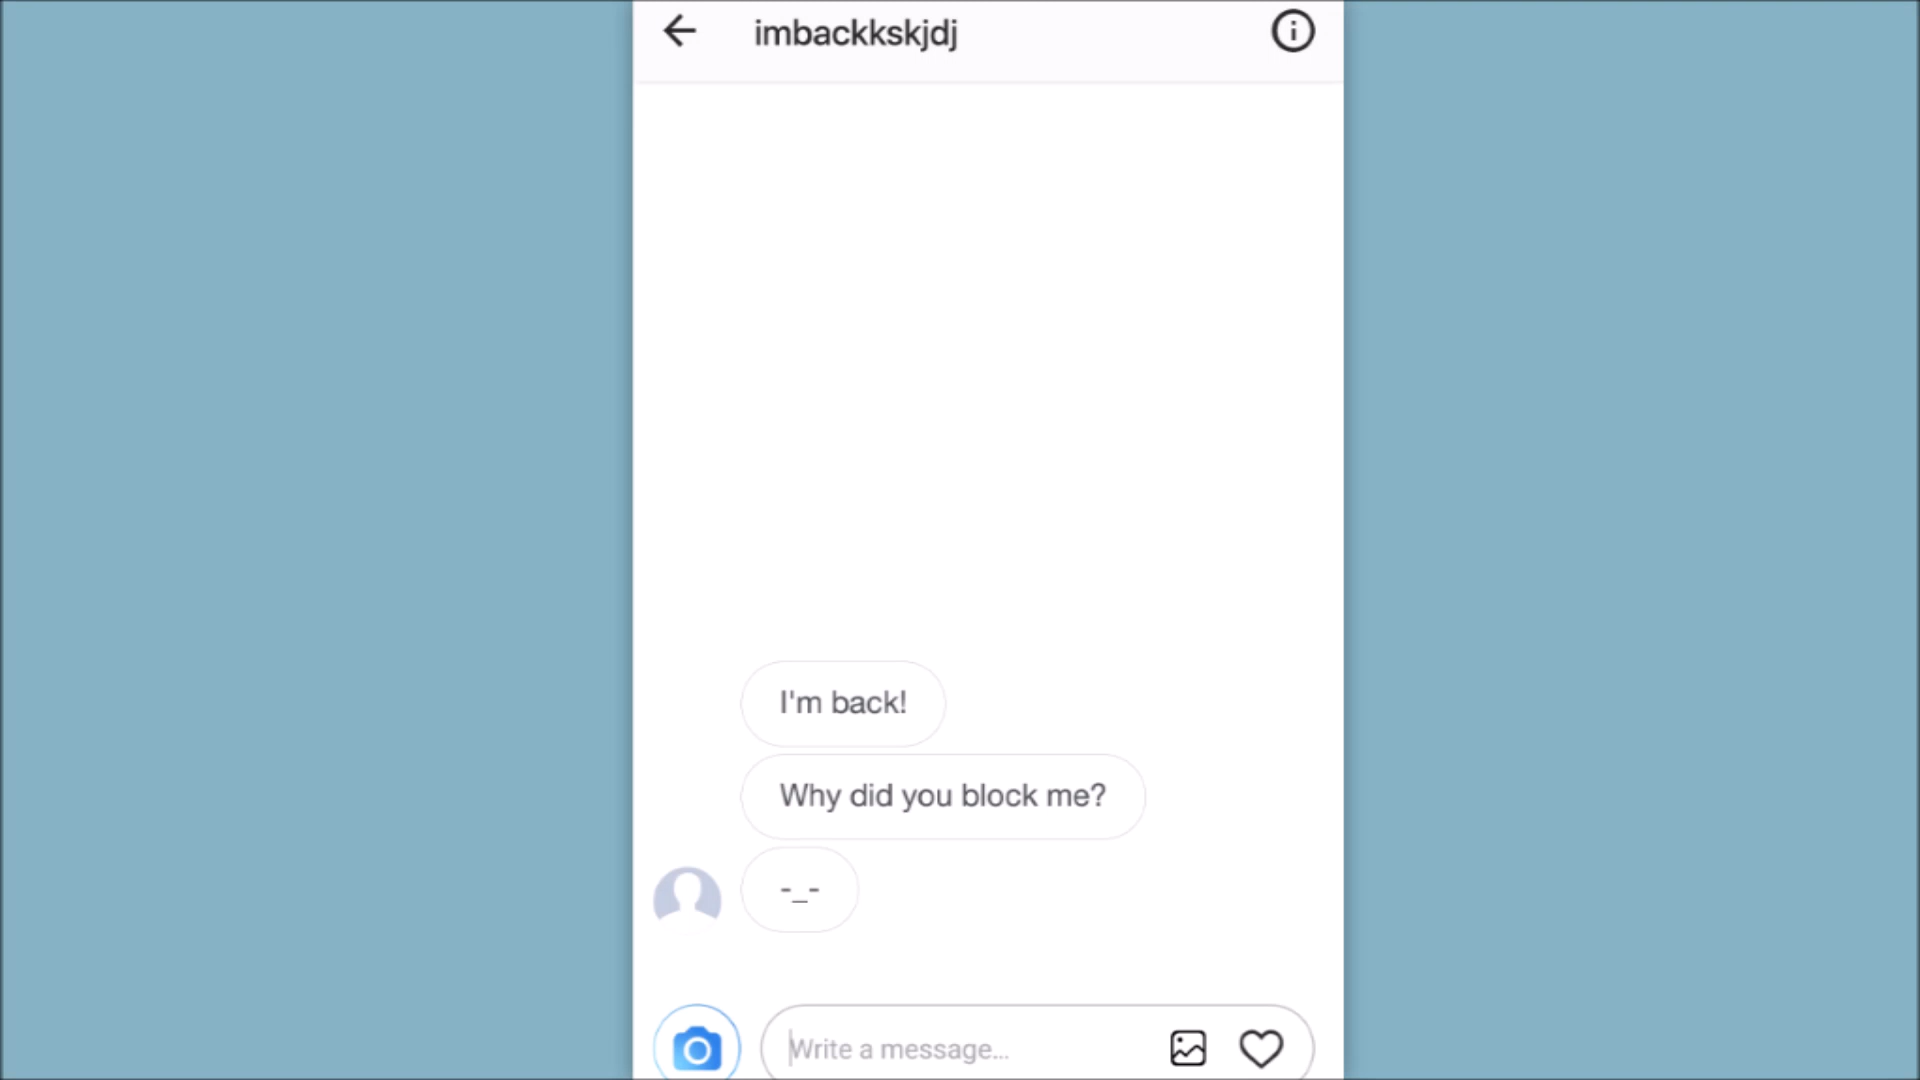 imbackkskjdj
I'm back!
Why did you block me?
-_-
Write a message...